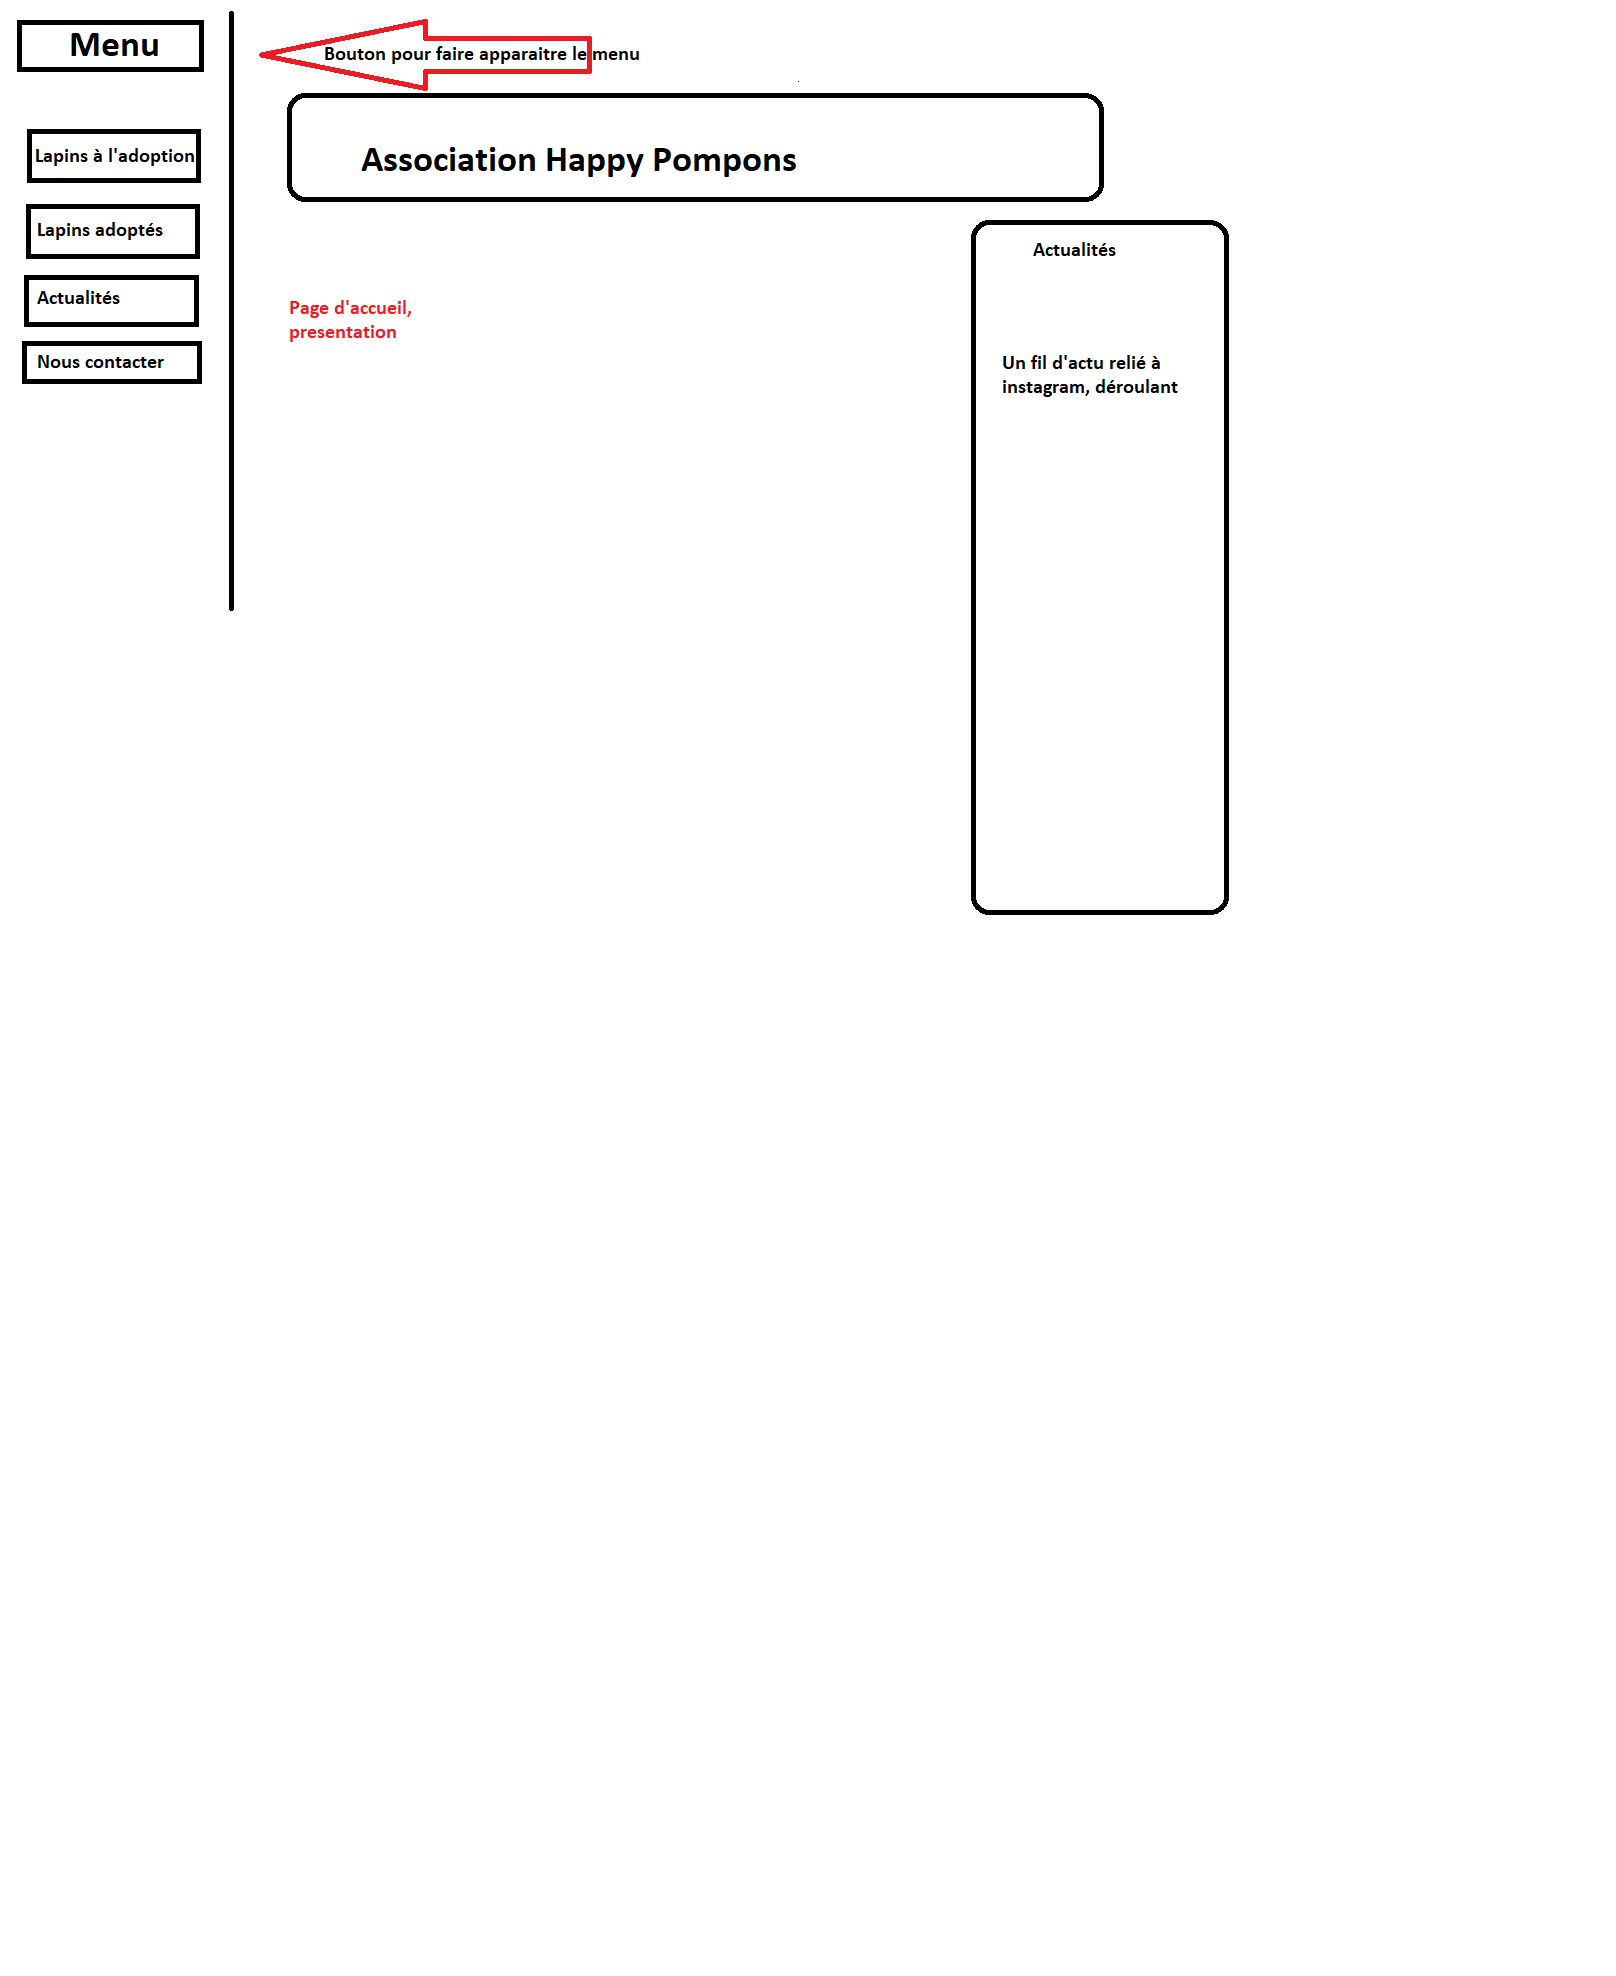 Menu
Bouton pour faire apparaitre le menu
Association Happy Pompons
Lapins à l'adoption
Lapins adoptés
Actualités
Nous contacter
Page d'accueil,
presentation
Actualités
Un fil d'actu relié à
instagram, déroulant